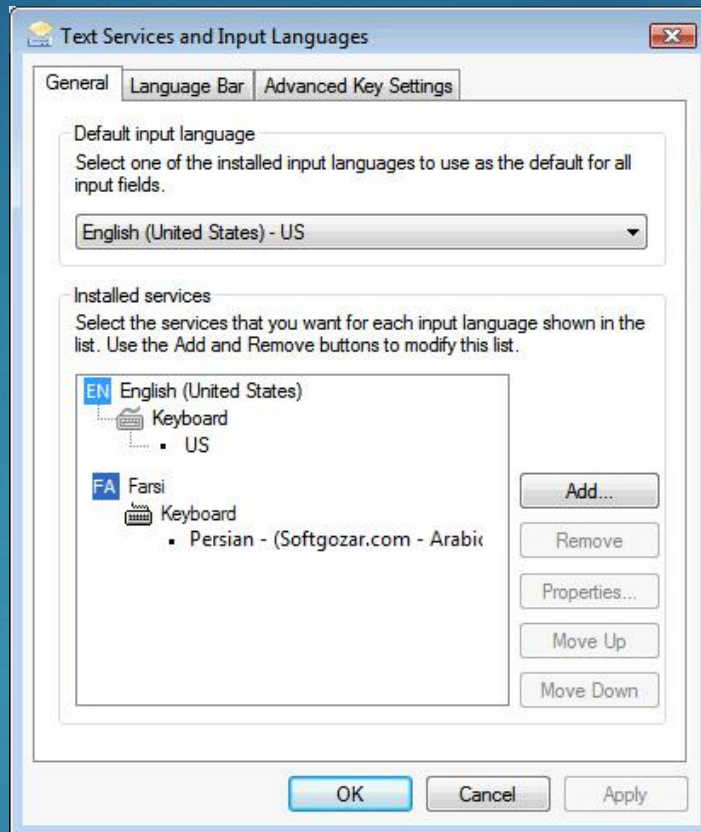 Text Services and Input Languages
General
Language Bar
Advanced Key Settings
Default input language
Select one of the installed input languages to use as the default for all
input fields.
English (United States) - US
Installed services
Select the services that you want for each input language shown in the
list. Use the Add and Remove buttons to modify this list.
EN English (United States)
Keyboard
US
FA Farsi
Keyboard
Persian - (Softgozar.com - Arabic
Add...
Remove
Properties...
Move Up
Move Down
OK
Cancel
Apply